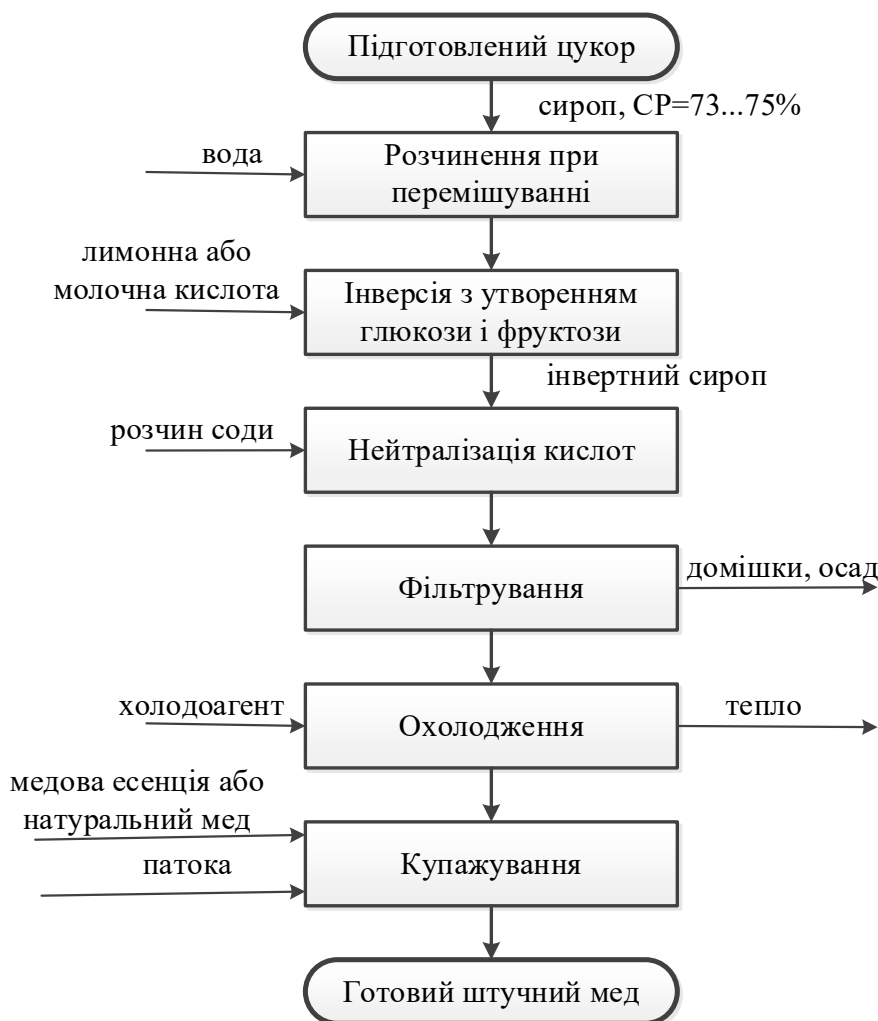 Підготовлений цукор
сироп, СР=73...75%
вода
Розчинення при
перемішуванні
лимонна або
молочна кислота
Інверсія з утворенням
глюкози і фруктози
інвертний сироп
розчин соди
Нейтралізація кислот
Фільтрування
домішки, осад
холодоагент
Охолодження
тепло
медова есенція або
натуральний мед
патока
Купажування
Готовий штучний мед